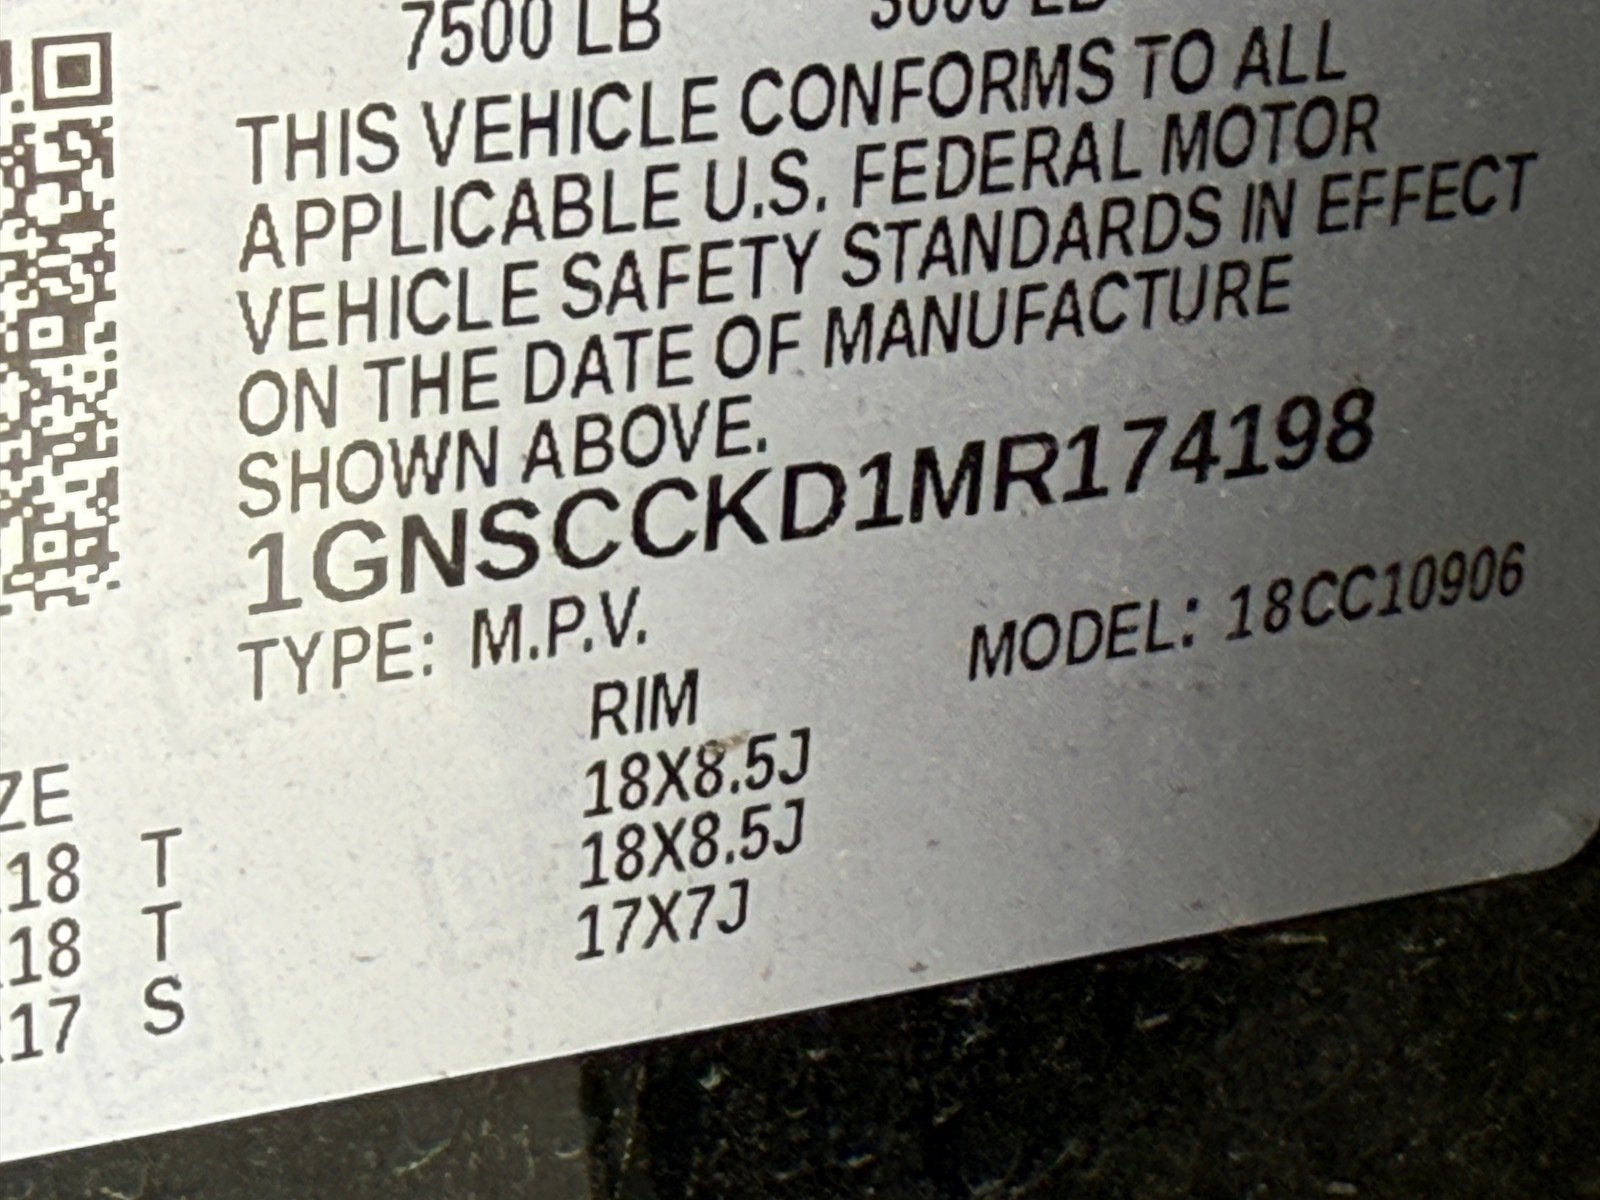 7500 LB
THIS VEHICLE CONFORMS TO ALL
APPLICABLE U.S. FEDERAL MOTOR
VEHICLE SAFETY STANDARDS IN EFFECT
ON THE DATE OF MANUFACTURE
SHOWN ABOVE.
1GNSCCKD1MR174198
TYPE: M.P.V. MODEL: 18CC10906
RIM
18 T 18X8.5J
18 T 18X8.5J
17 S 17X7J